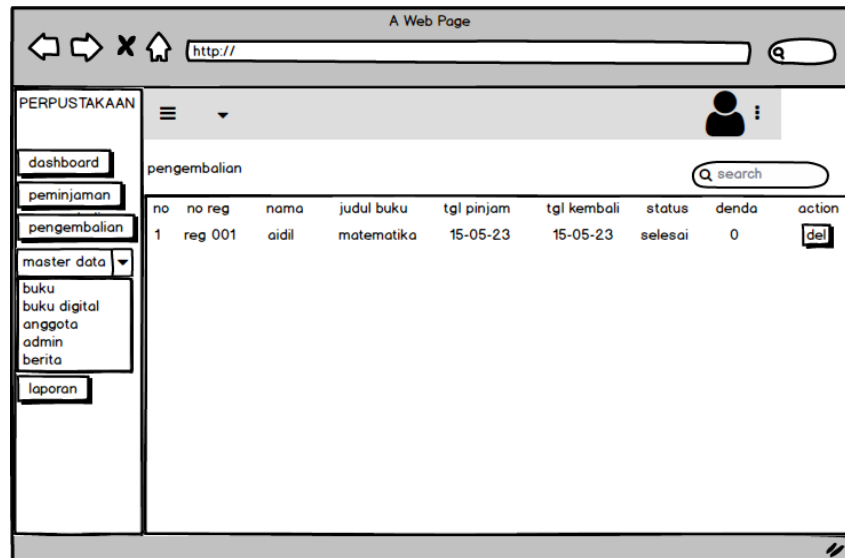 A Web Page
http://
PERPUSTAKAAN
dashboard
peminjaman
pengembalian
master data
buku
buku digital
anggota
admin
berita
laporan
pengembalian
search
no no reg nama judul buku tgl pinjam tgl kembali status denda action
1 reg 001 aidil matematika 15-05-23 15-05-23 selesai 0 del